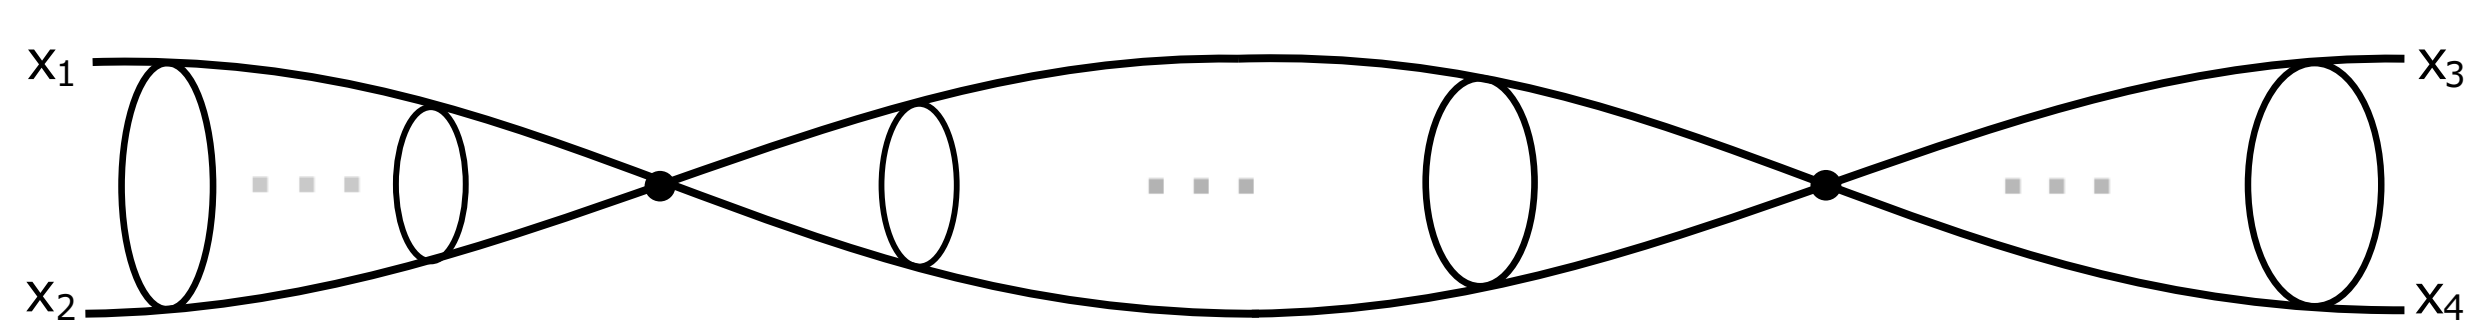 x₁ x₃
x₂ x₄